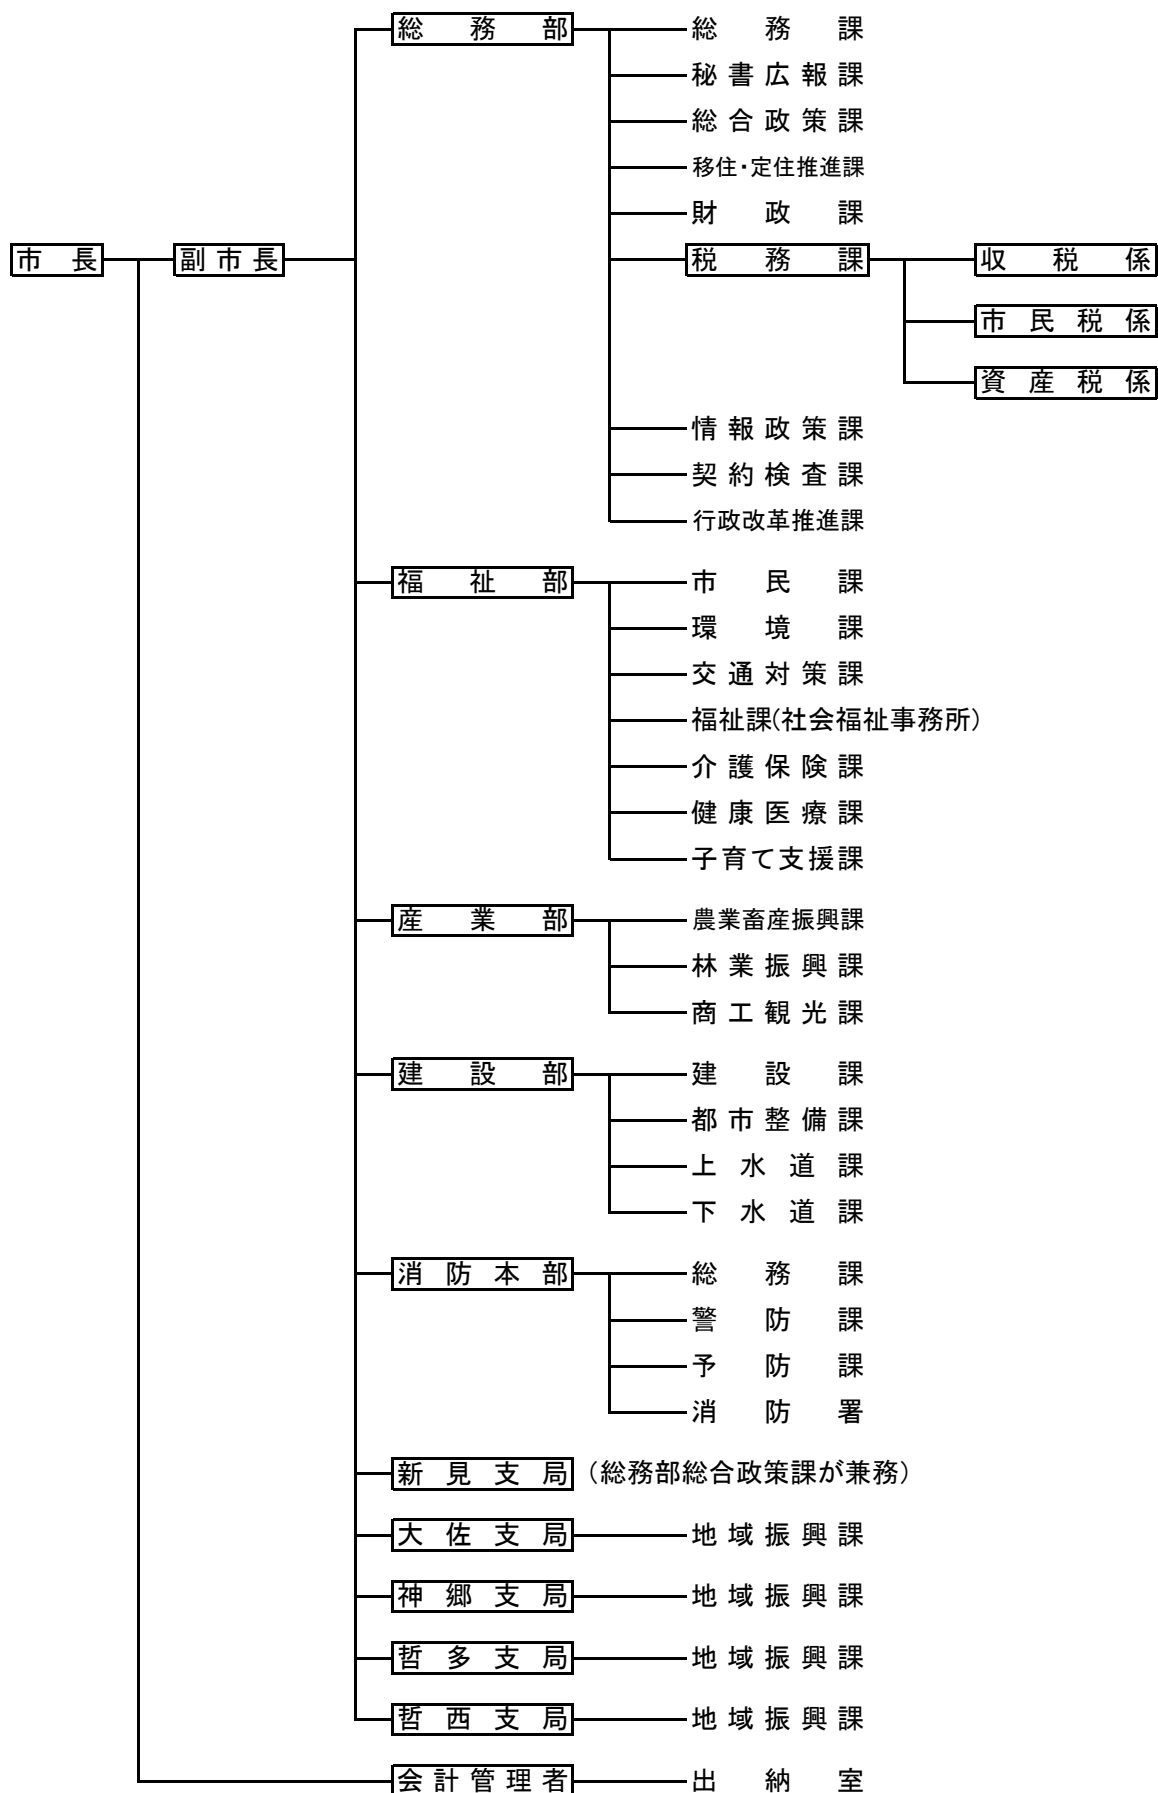 総務部 総務課
秘書広報課
総合政策課
移住・定住推進課
財政課
市長 副市長 税務課 収税係
市民税係
資産税係
情報政策課
契約検査課
行政改革推進課
福祉部 市民課
環境課
交通対策課
福祉課(社会福祉事務所)
介護保険課
健康医療課
子育て支援課
産業部 農業畜産振興課
林業振興課
商工観光課
建設部 建設課
都市整備課
上水道課
下水道課
消防本部 総務課
警防課
予防課
消防署
新見支局 (総務部総合政策課が兼務)
大佐支局 地域振興課
神郷支局 地域振興課
哲多支局 地域振興課
哲西支局 地域振興課
会計管理者 出納室